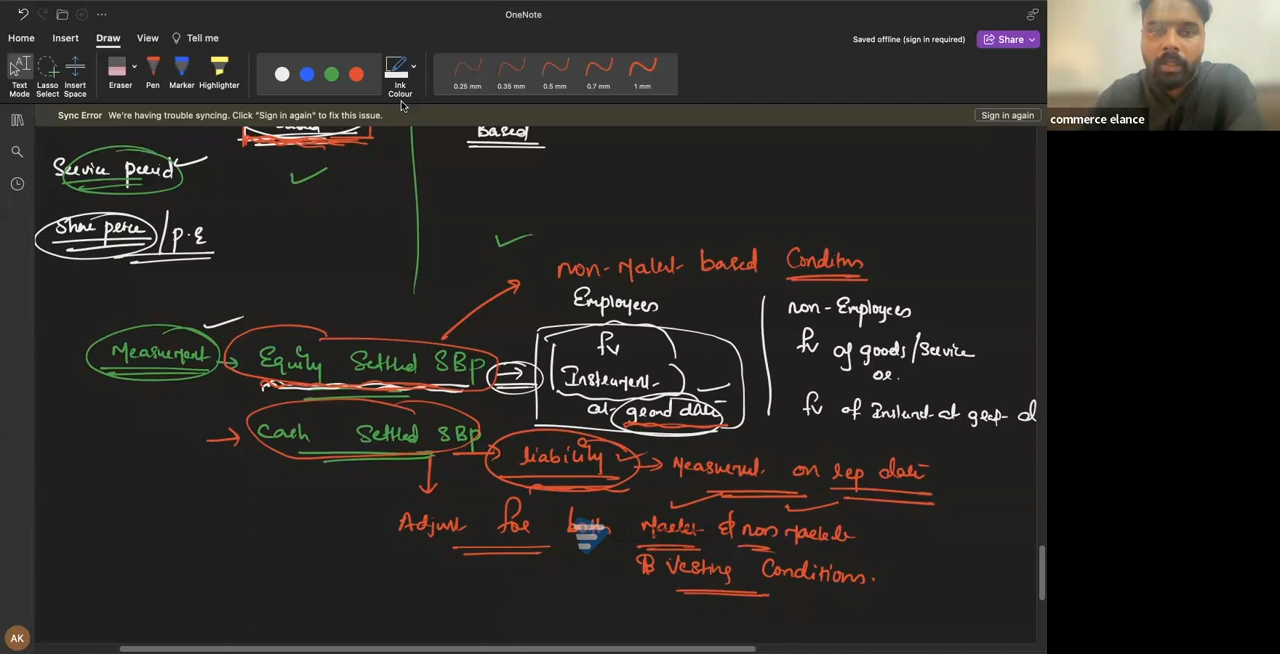 OneNote
Home Insert Draw View Tell me
Saved offline (sign in required) Share
Text Mode Lasso Select Insert Space Eraser Pen Marker Highlighter Ink Colour 0.25 mm 0.35 mm 0.5 mm 0.7 mm 1 mm
Sync Error We're having trouble syncing. Click "Sign in again" to fix this issue. Sign in again
commerce elance
Based
Service period
Share price / P.E
non-Market based Conditions
Employees
non-Employees
Measurement Equity Settled SBP
fv
Instrument
at grant date
fv of goods/Service
or.
fv of Instrument at
Cash Settled SBP
liability Measurement on rep date
Adjust for both Market & non Market
Vesting Conditions.
AK